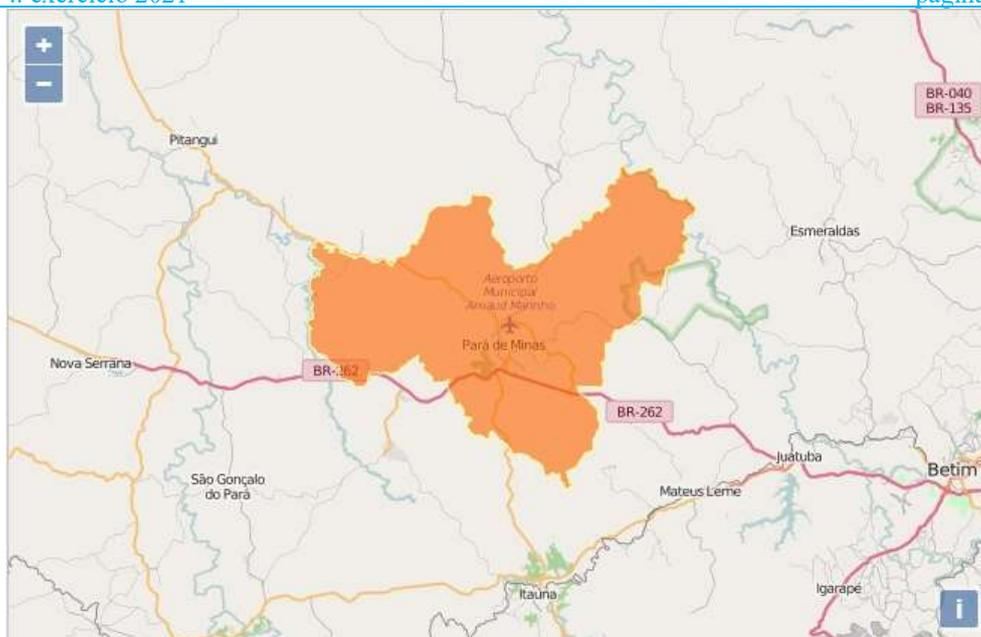 +
−
BR-040
BR-135
Pitangui
Esmeraldas
Aeroporto
Municipal
Pará de Minas
Nova Serrana
BR-262
BR-262
Juatuba
Betim
São Gonçalo
do Pará
Mateus Leme
Itaúna
Igarapé
i